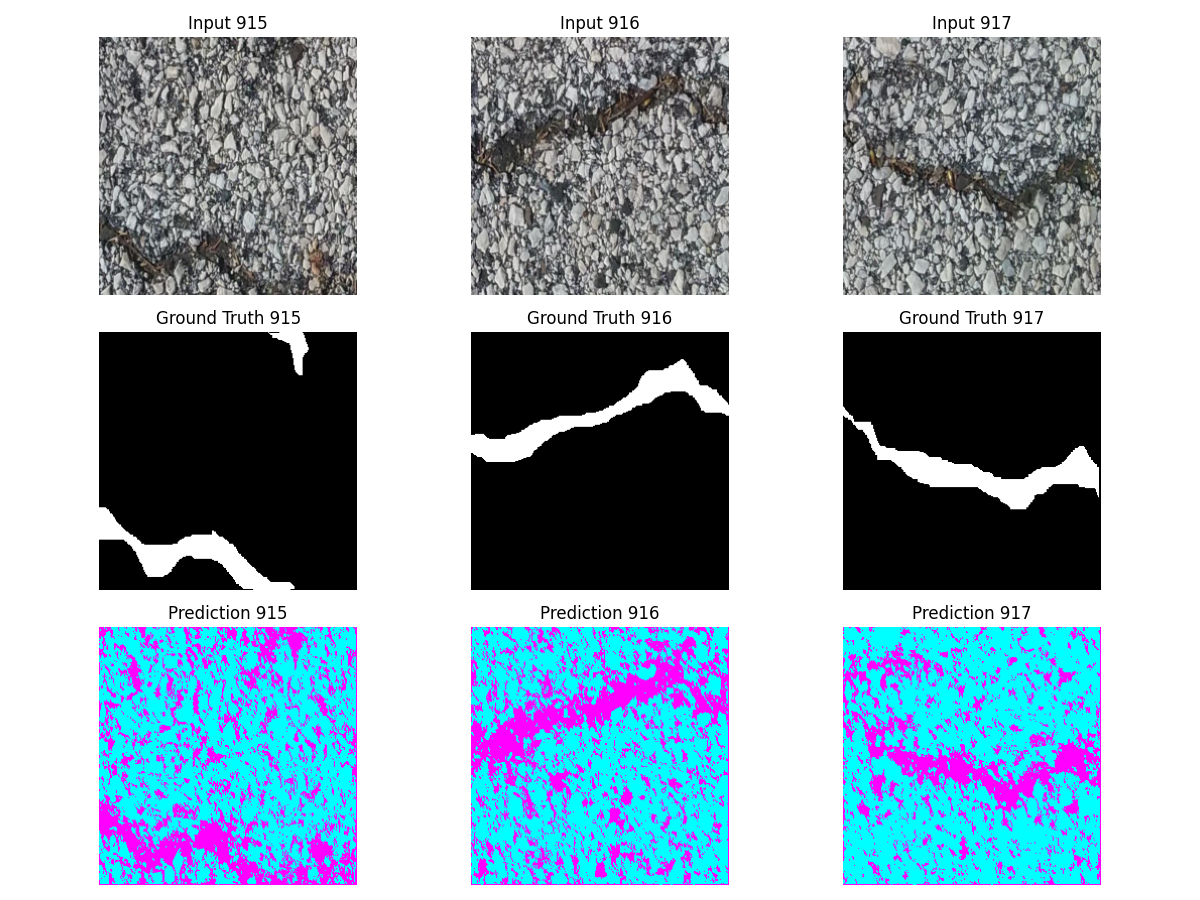 Input 915
Input 916
Input 917
Ground Truth 915
Ground Truth 916
Ground Truth 917
Prediction 915
Prediction 916
Prediction 917